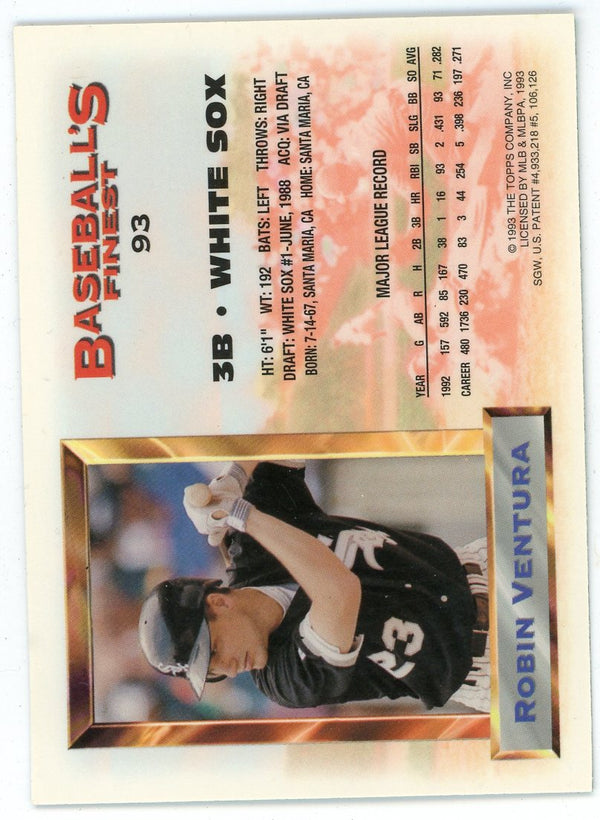 BASEBALL'S
FINEST
93
3B • WHITE SOX
HT: 6'1" WT: 192 BATS: LEFT THROWS: RIGHT
DRAFT: WHITE SOX #1-JUNE, 1988 ACQ: VIA DRAFT
BORN: 7-14-67, SANTA MARIA, CA HOME: SANTA MARIA, CA
MAJOR LEAGUE RECORD
YEAR G AB R H 2B 3B HR RBI SB SLG BB SO AVG
1992 157 592 85 167 38 1 16 93 2 .431 93 71 .282
CAREER 480 1736 230 470 83 3 44 254 5 .398 236 197 .271
© 1993 THE TOPPS COMPANY, INC
LICENSED BY MLB & MLBPA, 1993
SGW, U.S. PATENT #4,933,218 #5, 106,126
Sox
23
ROBIN VENTURA